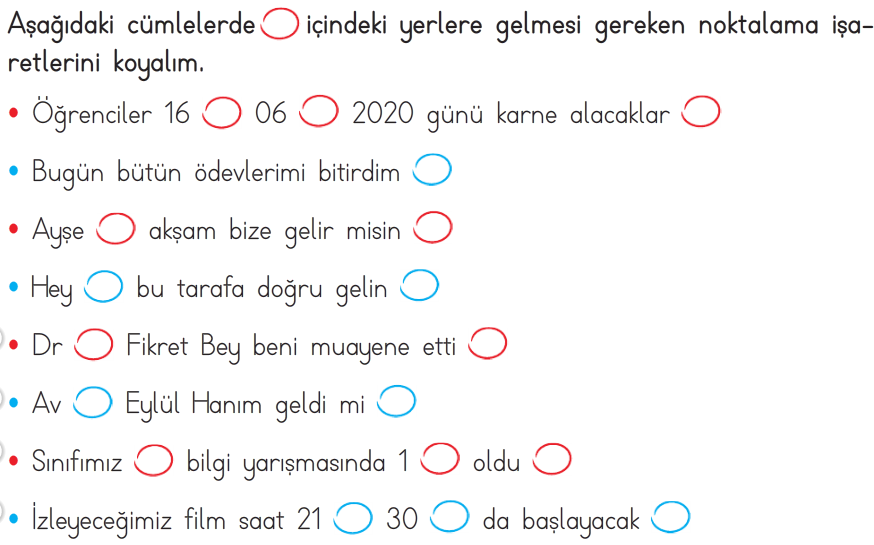 Aşağıdaki cümlelerde içindeki yerlere gelmesi gereken noktalama işa-
retlerini koyalım.
• Öğrenciler 16 06 2020 günü karne alacaklar
• Bugün bütün ödevlerimi bitirdim
• Ayşe akşam bize gelir misin
• Hey bu tarafa doğru gelin
• Dr Fikret Bey beni muayene etti
• Av Eylül Hanım geldi mi
• Sınıfımız bilgi yarışmasında 1 oldu
• İzleyeceğimiz film saat 21 30 da başlayacak